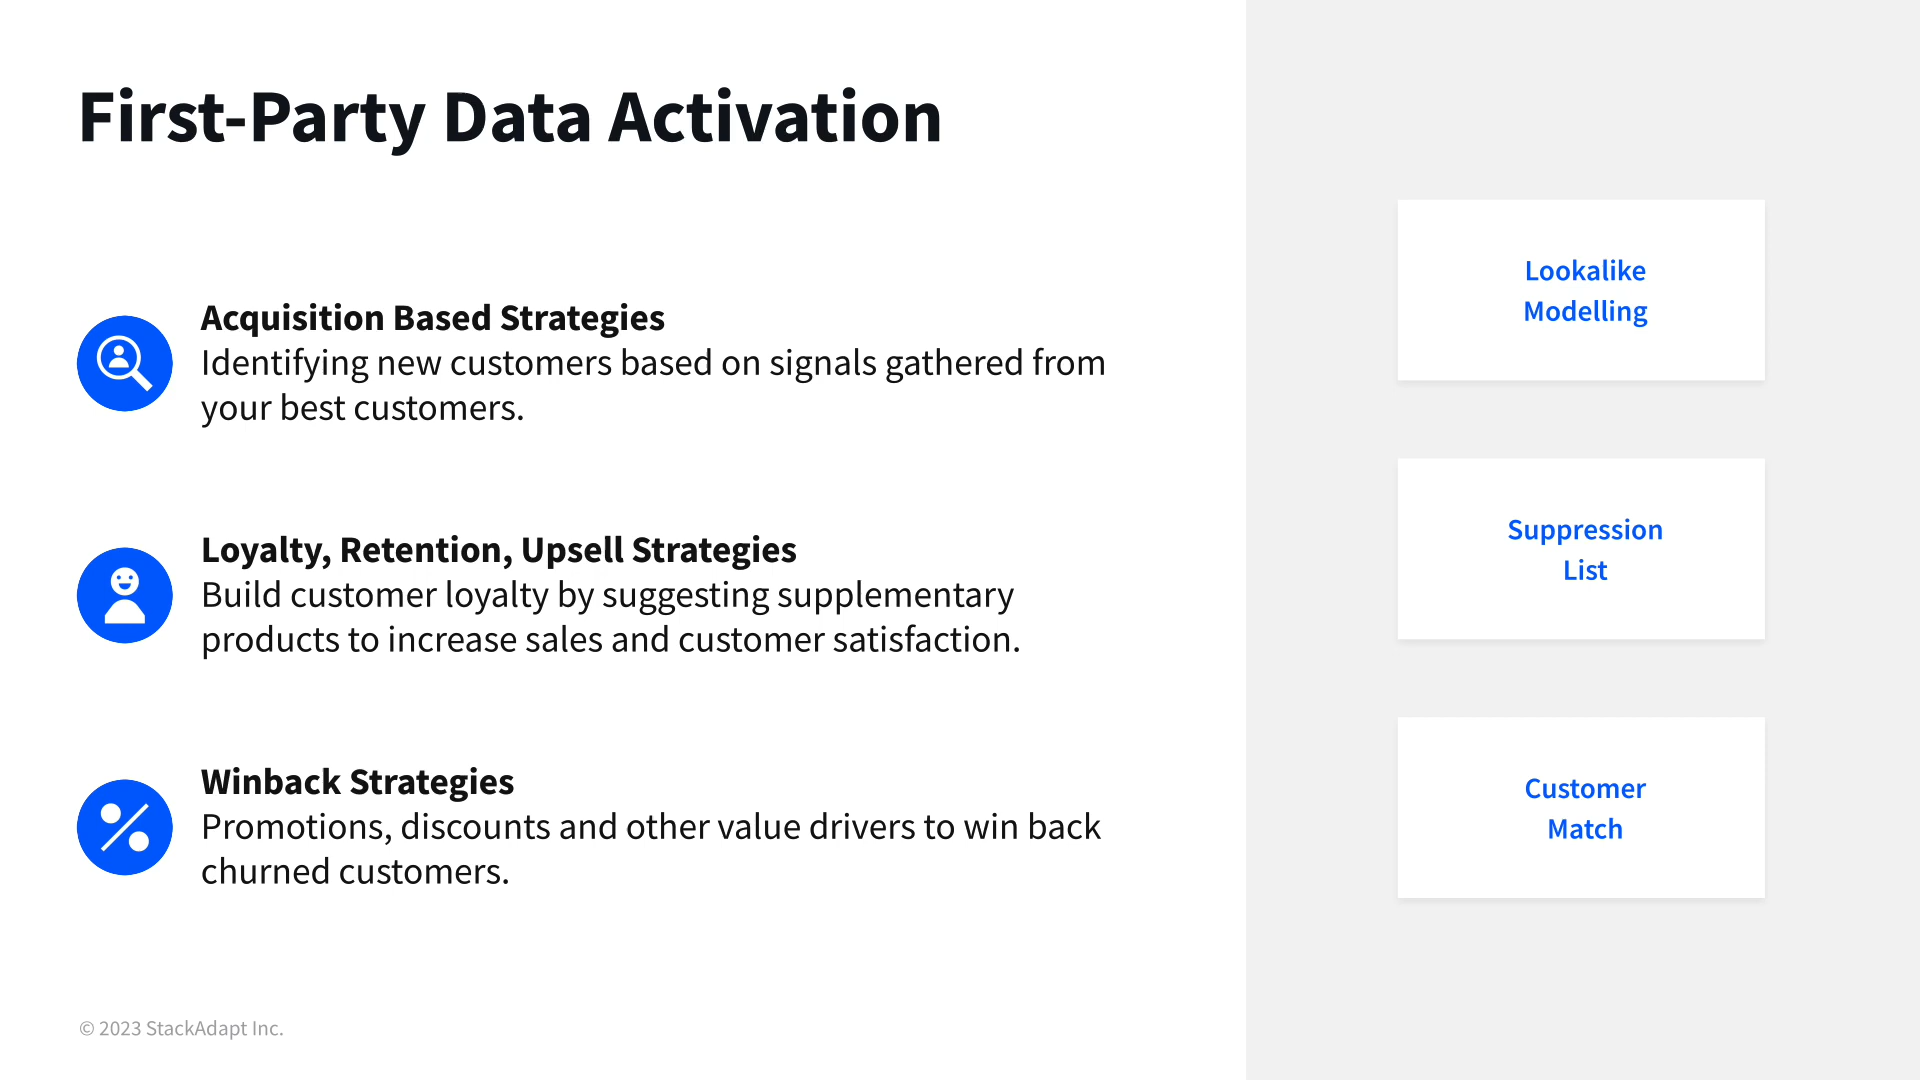 First-Party Data Activation
Acquisition Based Strategies
Identifying new customers based on signals gathered from
your best customers.
Loyalty, Retention, Upsell Strategies
Build customer loyalty by suggesting supplementary
products to increase sales and customer satisfaction.
Winback Strategies
Promotions, discounts and other value drivers to win back
churned customers.
© 2023 StackAdapt Inc.
Lookalike
Modelling
Suppression
List
Customer
Match